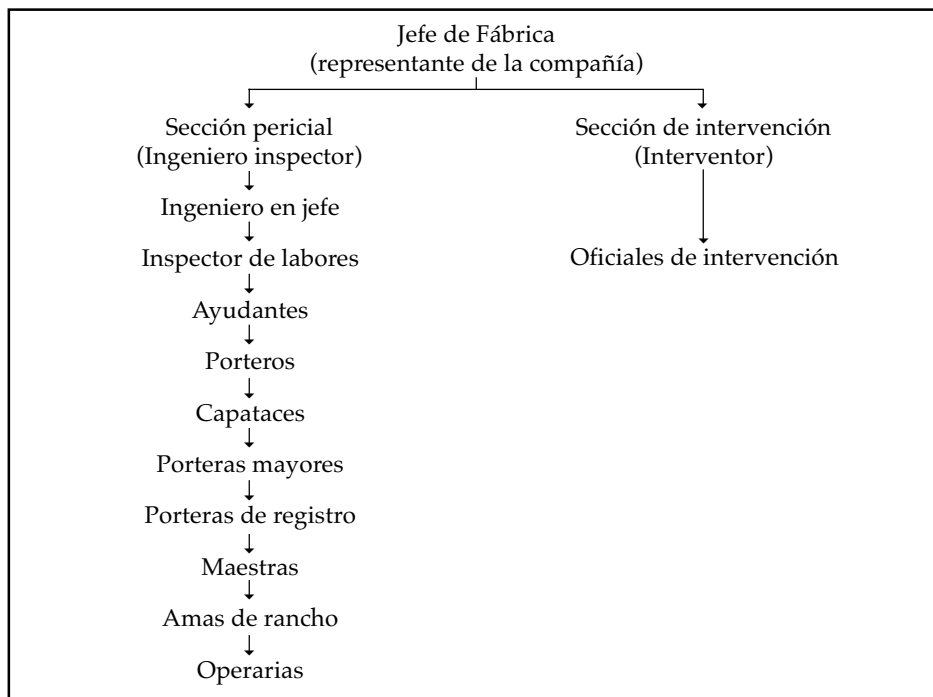 Jefe de Fábrica
(representante de la compañía)
Sección pericial
(Ingeniero inspector)
Ingeniero en jefe
Inspector de labores
Ayudantes
Porteros
Capataces
Porteras mayores
Porteras de registro
Maestras
Amas de rancho
Operarias
Sección de intervención
(Interventor)
Oficiales de intervención